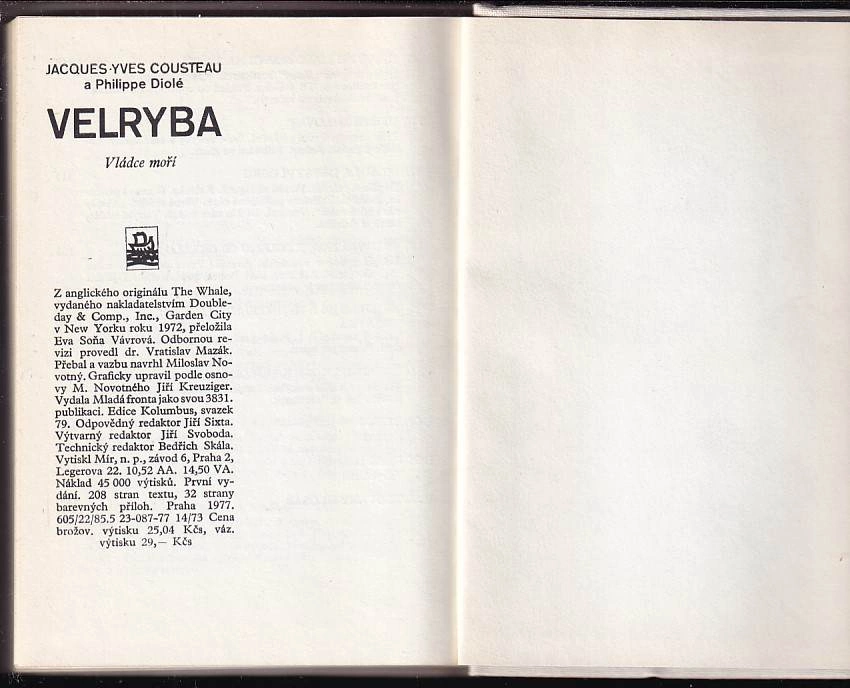 JACQUES-YVES COUSTEAU
a Philippe Diolé
VELRYBA
Vládce moří
Z anglického originálu The Whale,
vydaného nakladatelstvím Double-
day & Comp., Inc., Garden City
v New Yorku roku 1972, přeložila
Eva Soňa Vávrová. Odbornou re-
vizi provedl dr. Vratislav Mazák.
Přebal a vazbu navrhl Miloslav No-
votný. Graficky upravil podle osno-
vy M. Novotného Jiří Kreuziger.
Vydala Mladá fronta jako svou 3831.
publikaci. Edice Kolumbus, svazek
79. Odpovědný redaktor Jiří Sixta.
Výtvarný redaktor Jiří Svoboda.
Technický redaktor Bedřich Skála.
Vytiskl Mír, n. p., závod 6, Praha 2,
Legerova 22. 10,52 AA. 14,50 VA.
Náklad 45 000 výtisků. První vy-
dání. 208 stran textu, 32 strany
barevných příloh. Praha 1977.
605/22/85.5 23-087-77 14/73 Cena
brožov. výtisku 25,04 Kčs, váz.
výtisku 29,— Kčs